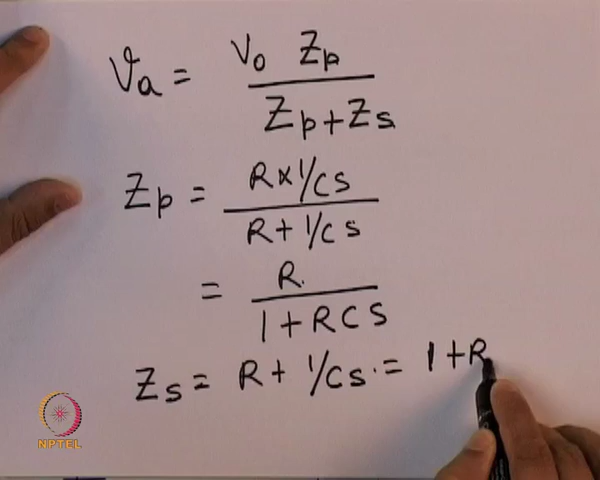 Va = Vo Zp / Zp + Zs
Zp = R × 1/CS / R + 1/CS
= R. / 1 + RCS
Zs = R + 1/CS. = 1 + R
NPTEL